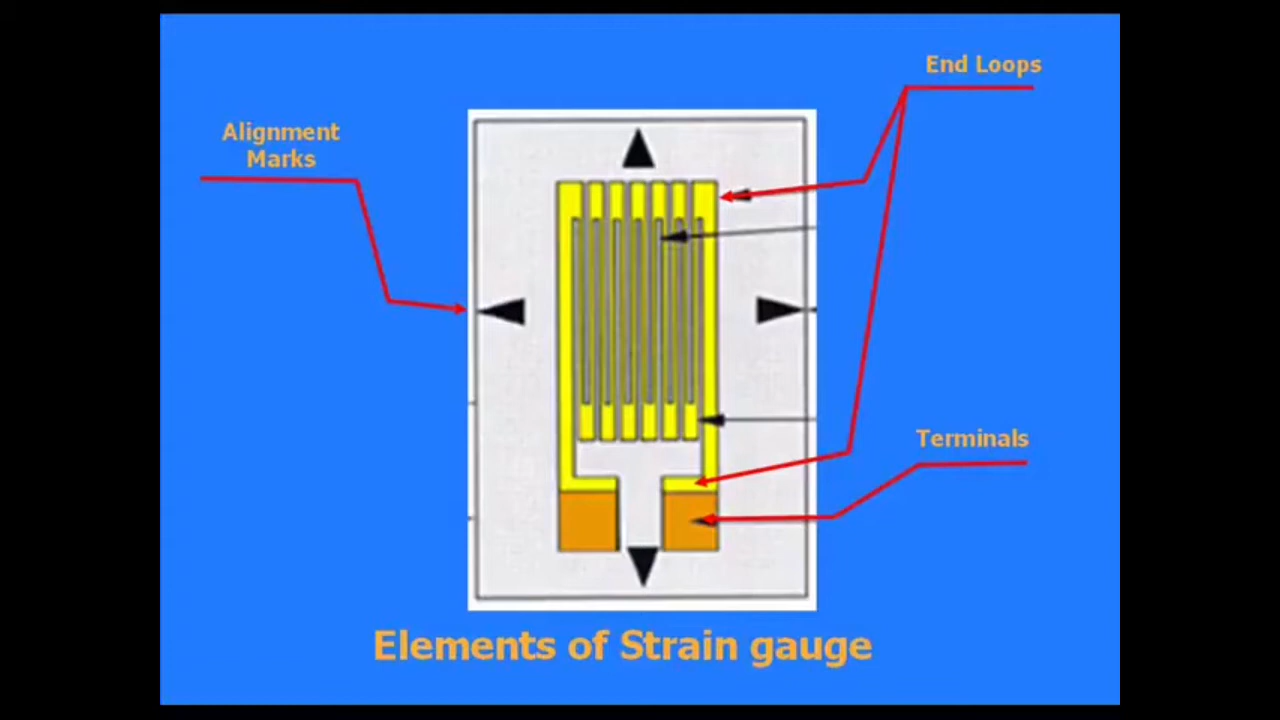 End Loops
Alignment
Marks
Terminals
Elements of Strain gauge